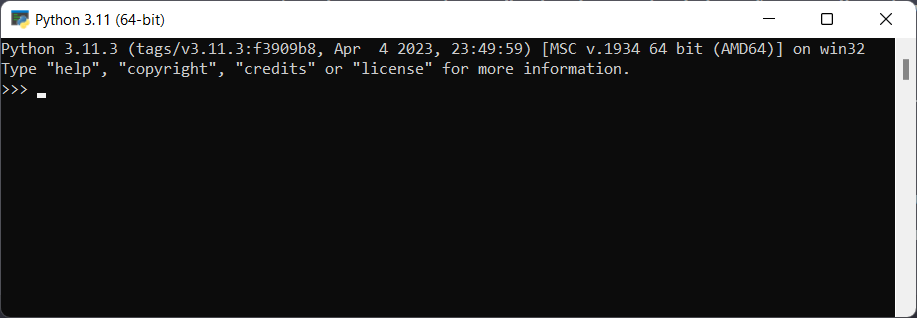 Python 3.11 (64-bit)
Python 3.11.3 (tags/v3.11.3:f3909b8, Apr  4 2023, 23:49:59) [MSC v.1934 64 bit (AMD64)] on win32
Type "help", "copyright", "credits" or "license" for more information.
>>>